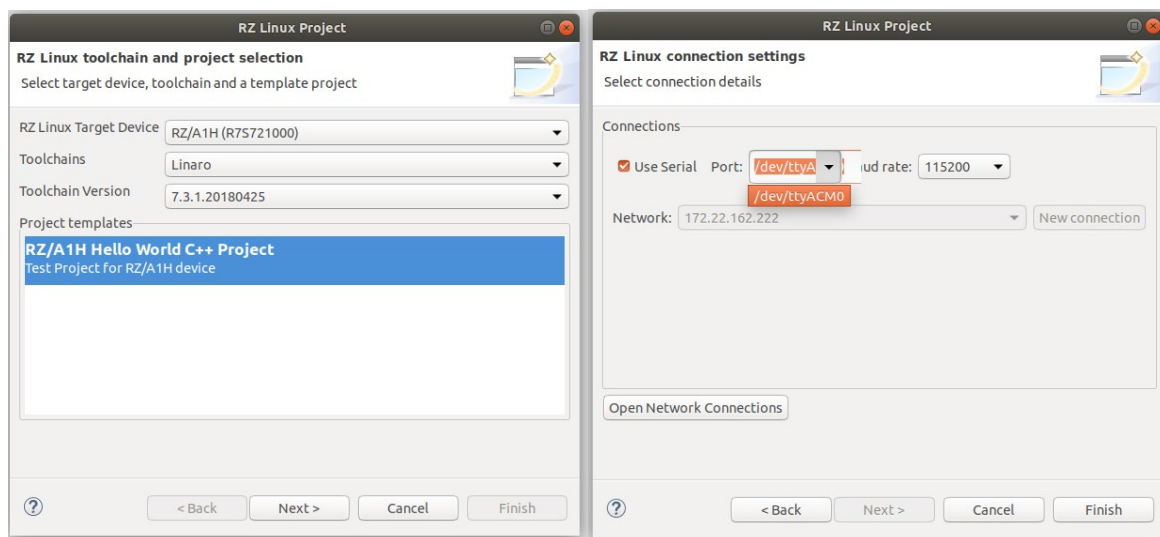 RZ Linux Project
RZ Linux toolchain and project selection
Select target device, toolchain and a template project
RZ Linux Target Device
RZ/A1H (R7S721000)
Toolchains
Linaro
Toolchain Version
7.3.1.20180425
Project templates
RZ/A1H Hello World C++ Project
Test Project for RZ/A1H device
< Back
Next >
Cancel
Finish
RZ Linux Project
RZ Linux connection settings
Select connection details
Connections
Use Serial Port: /dev/ttyA ud rate: 115200
/dev/ttyACM0
Network: 172.22.162.222 New connection
Open Network Connections
< Back
Next >
Cancel
Finish